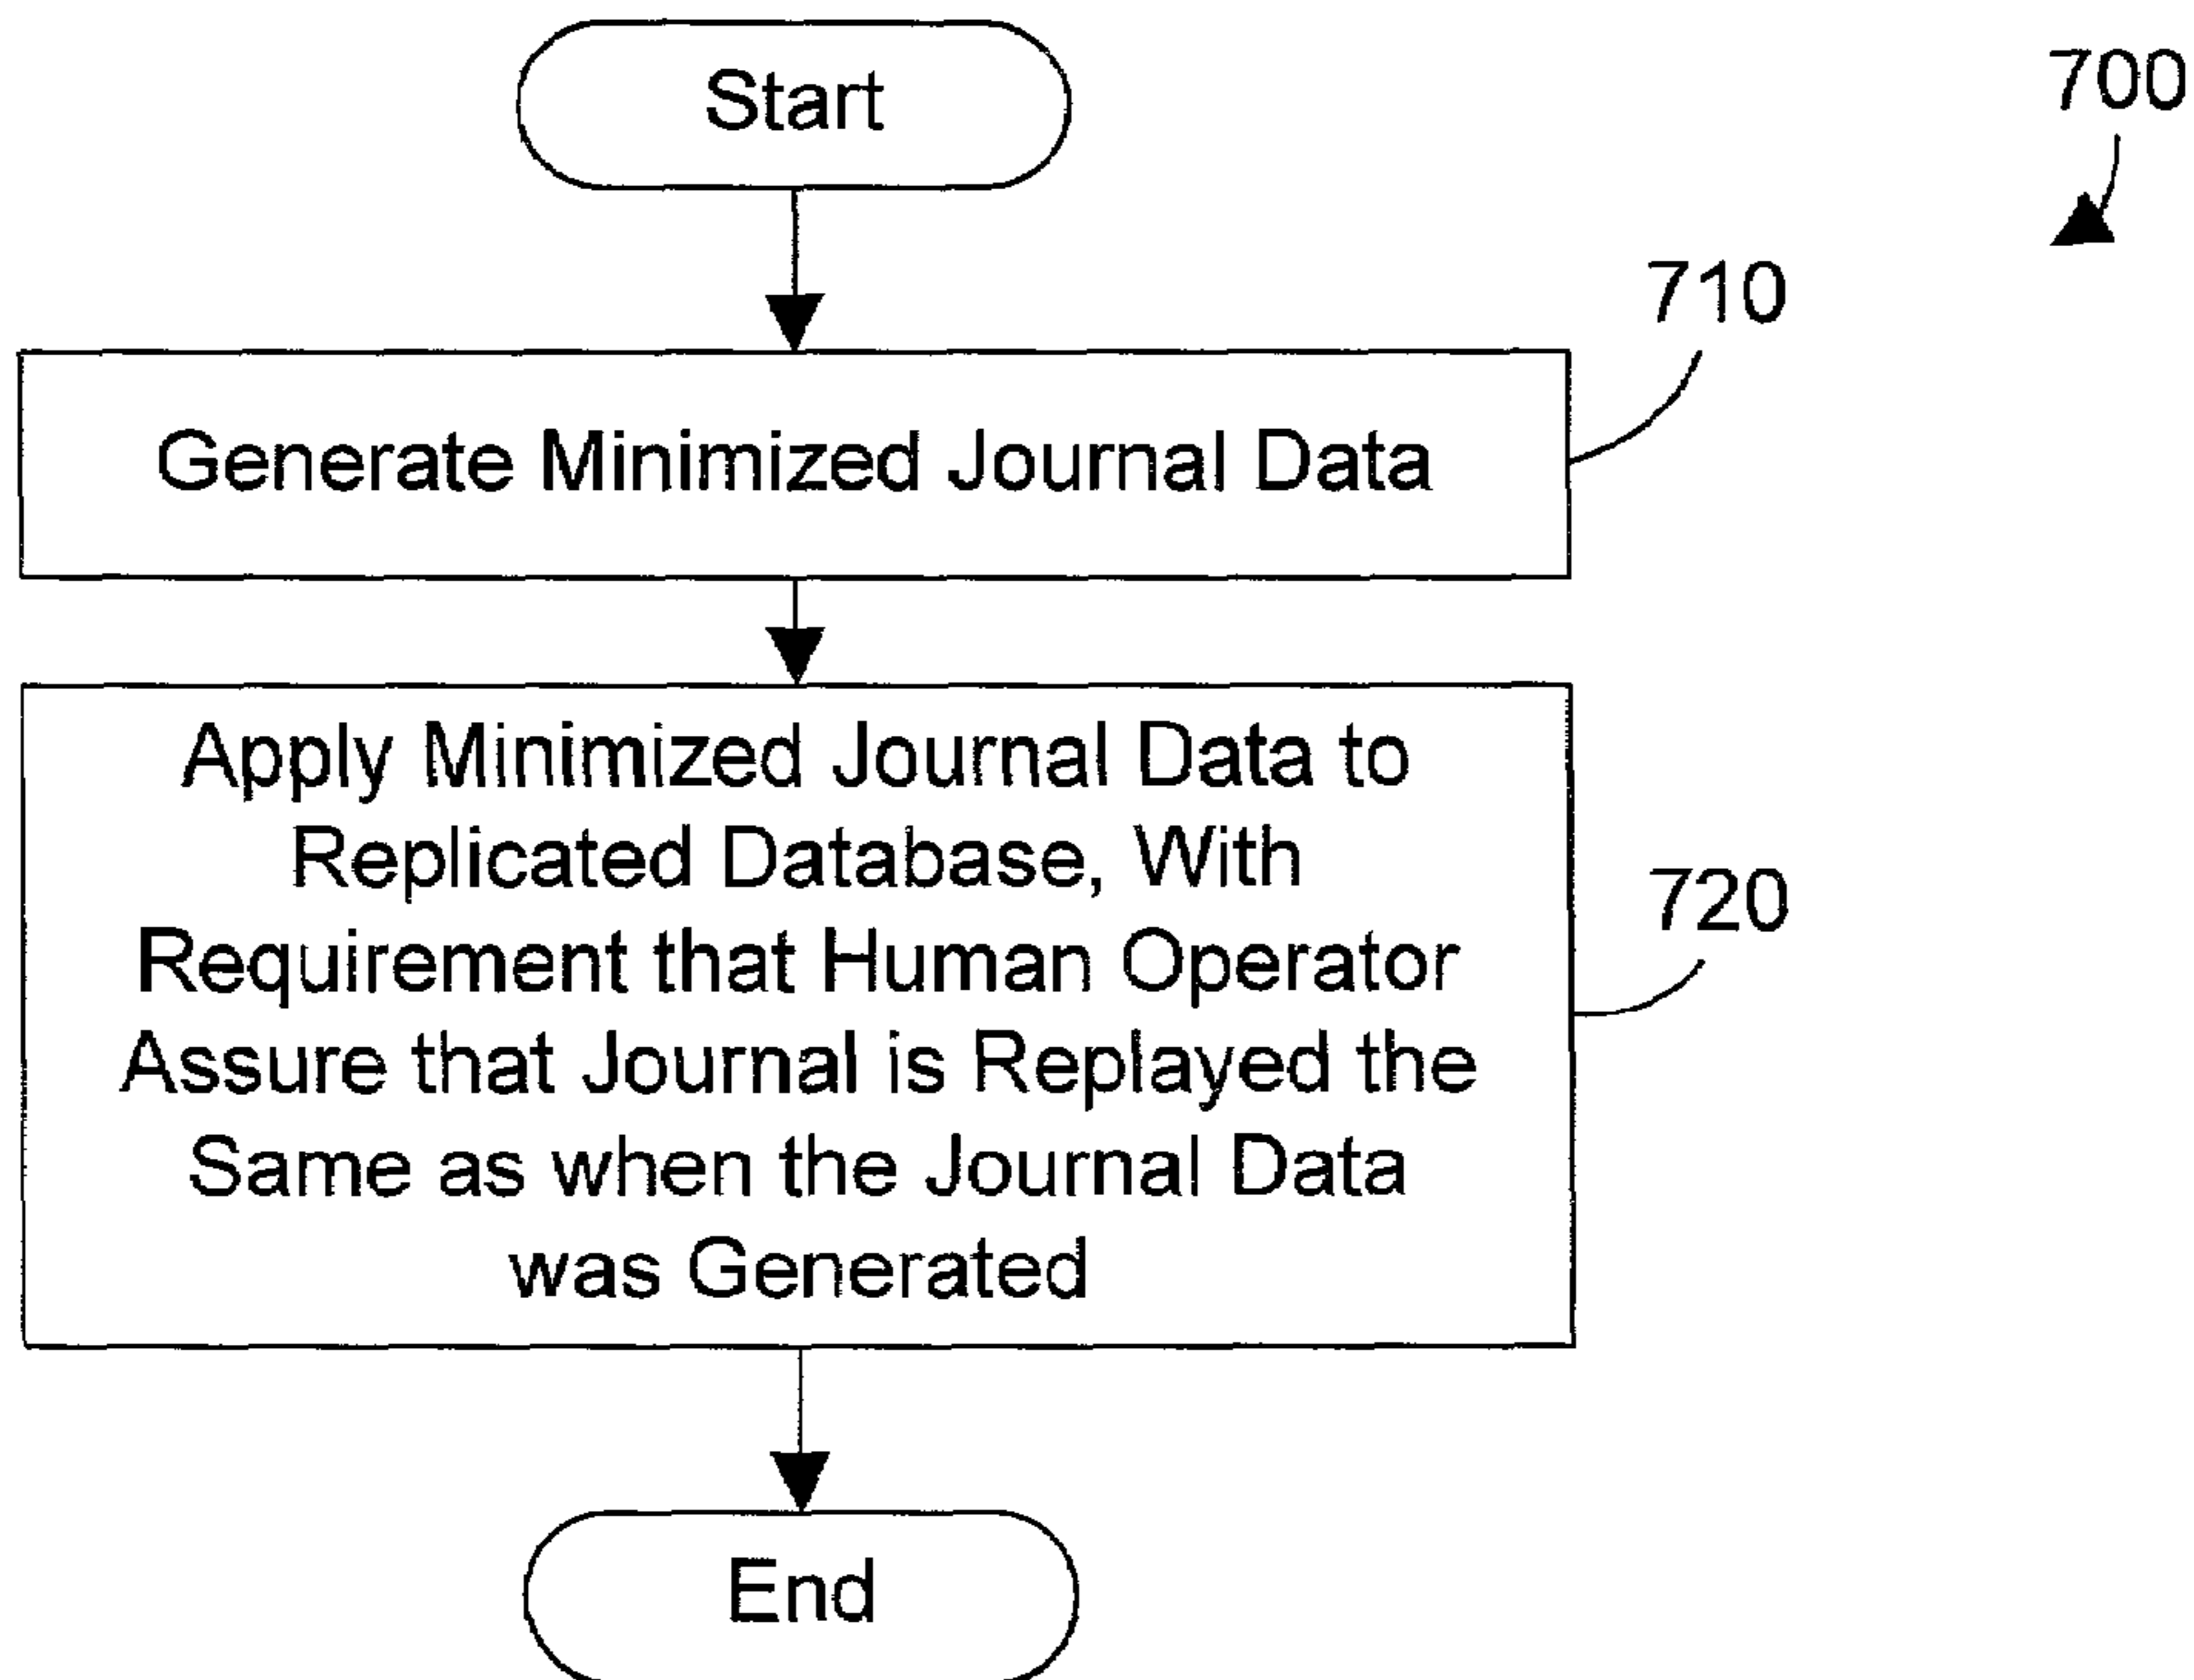 Start
700
710
Generate Minimized Journal Data
Apply Minimized Journal Data to
Replicated Database, With
Requirement that Human Operator
Assure that Journal is Replayed the
Same as when the Journal Data
was Generated
720
End